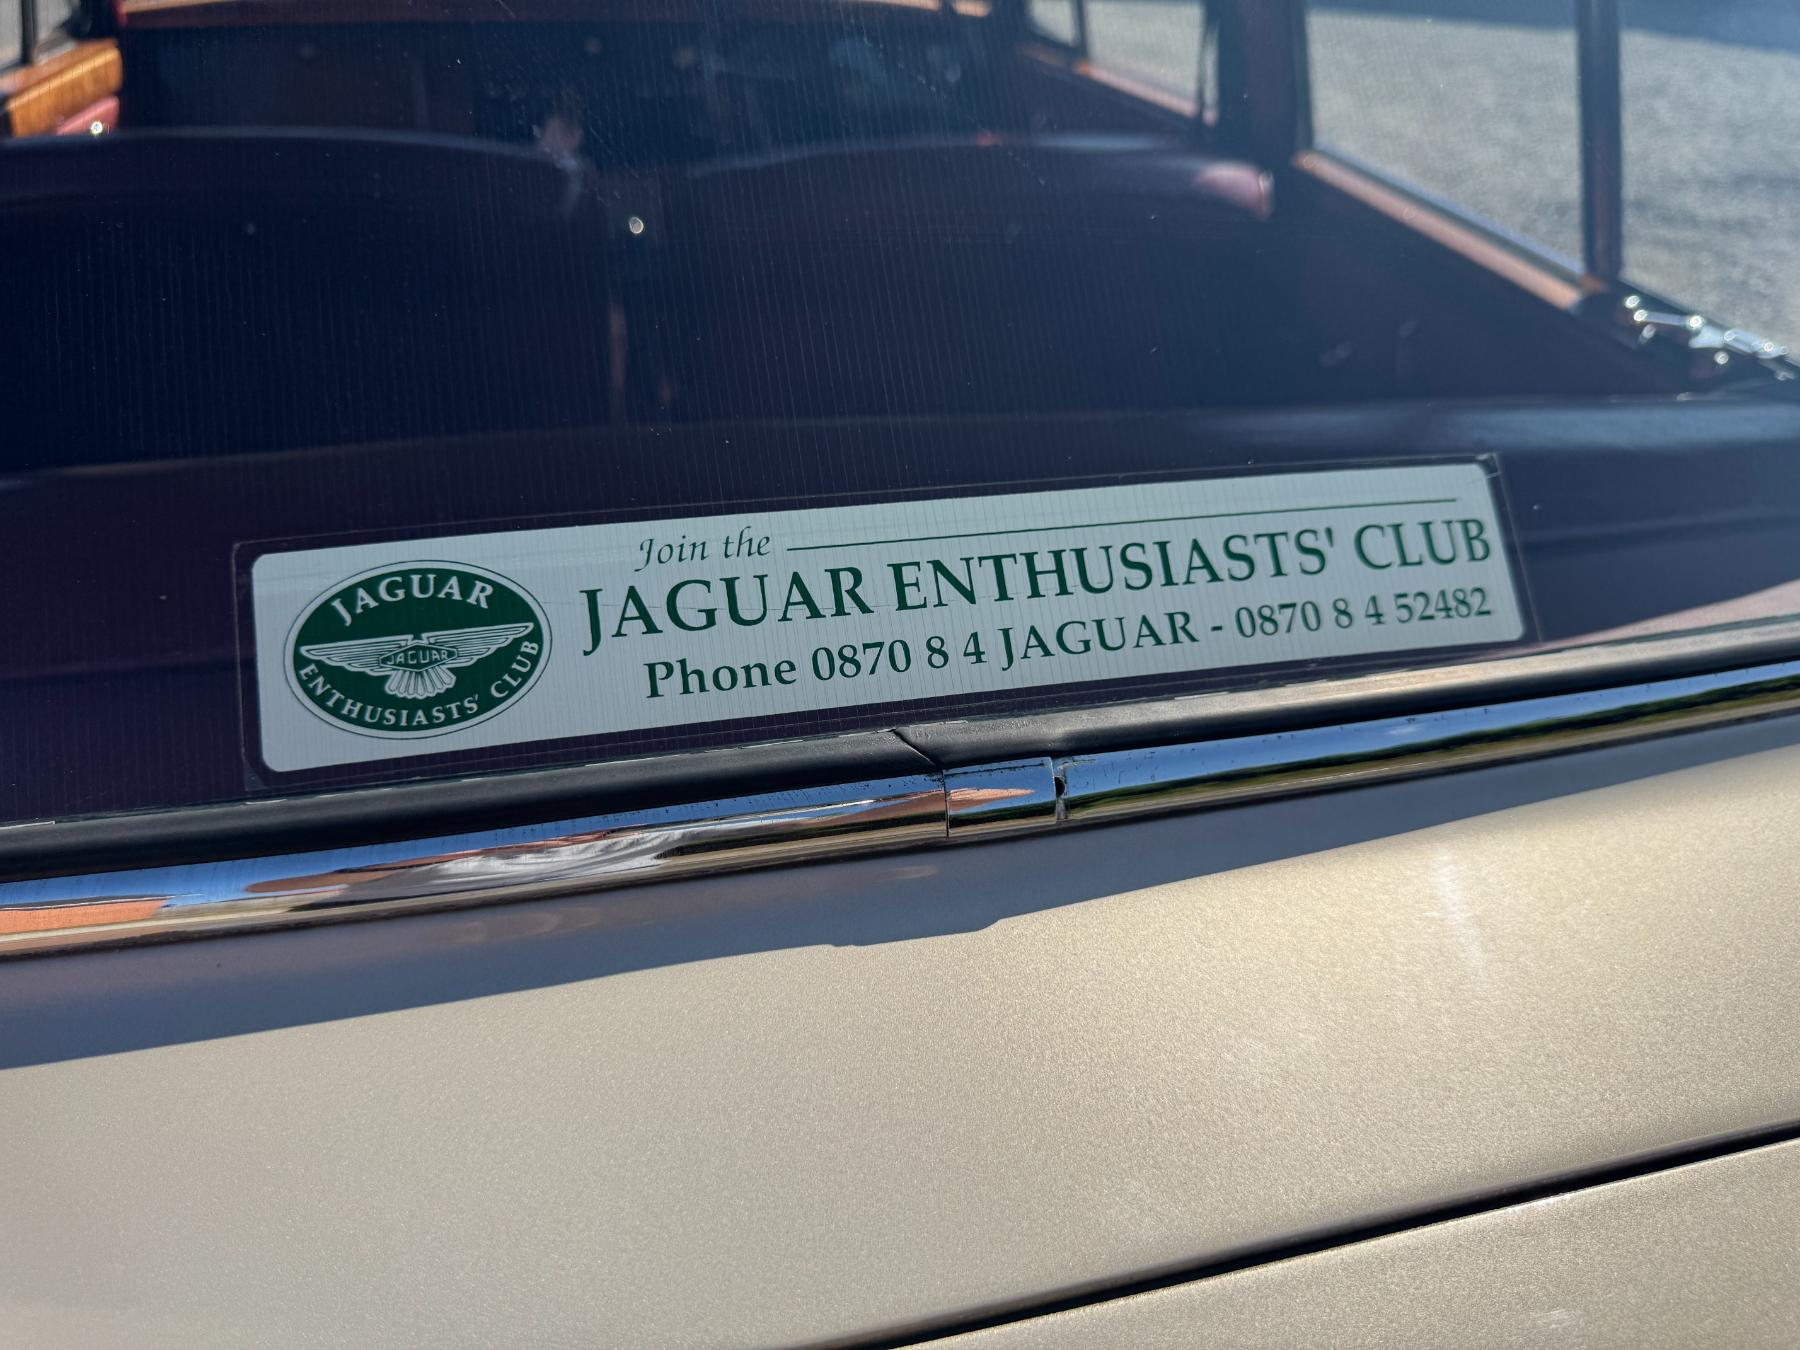 JAGUAR
JAGUAR
ENTHUSIASTS' CLUB
Join the
JAGUAR ENTHUSIASTS' CLUB
Phone 0870 8 4 JAGUAR - 0870 8 4 52482